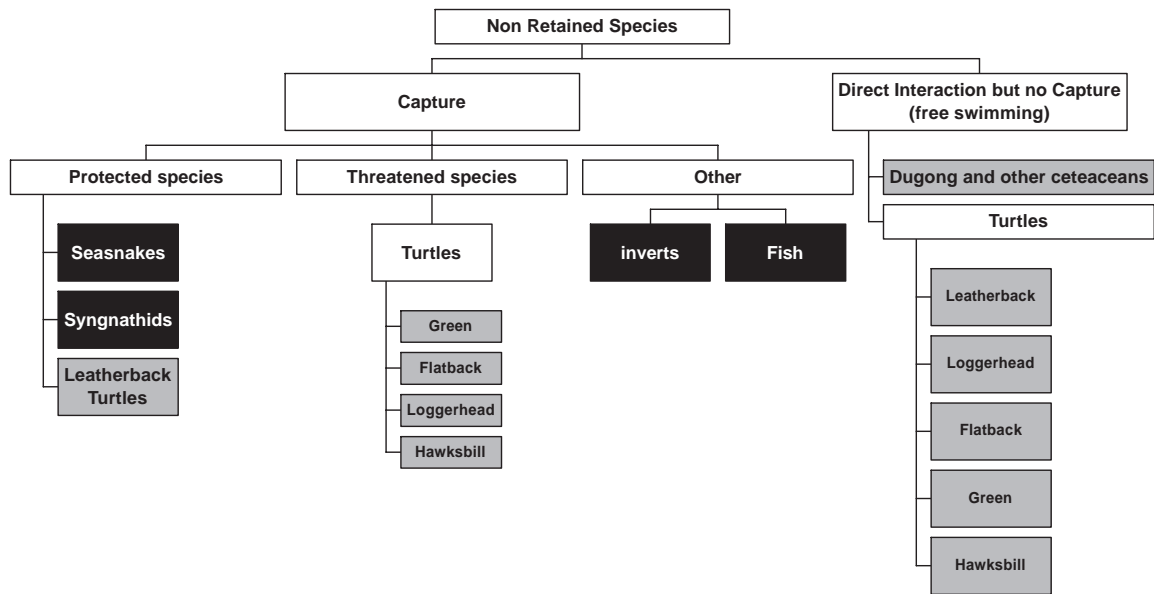 Non Retained Species
Capture
Direct Interaction but no Capture
(free swimming)
Protected species
Threatened species
Other
Dugong and other ceteaceans
Turtles
Seasnakes
Syngnathids
Leatherback
Turtles
Turtles
Green
Flatback
Loggerhead
Hawksbill
inverts
Fish
Leatherback
Loggerhead
Flatback
Green
Hawksbill